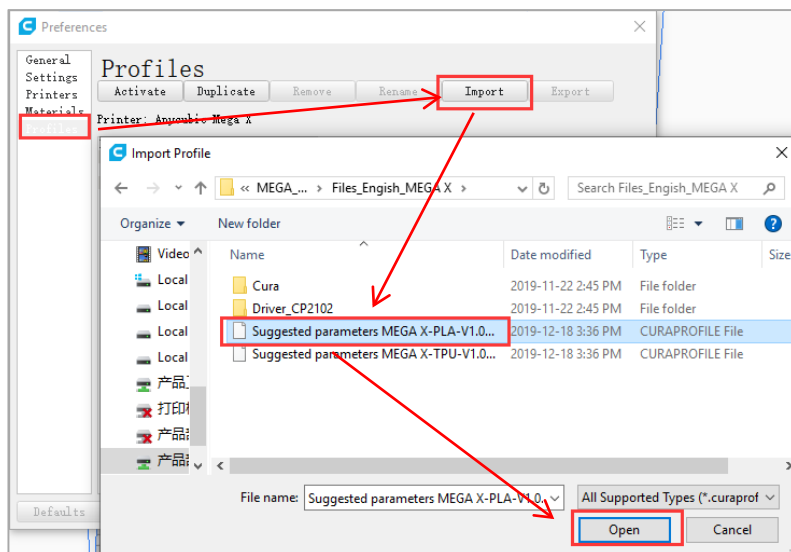 Preferences
General
Settings
Printers
Materials
Profiles
Profiles
Activate Duplicate Remove Rename Import Export
Printer: Anycubic Mega X
Import Profile
« MEGA_... › Files_Engish_MEGA X ›
Search Files_Engish_MEGA X
Organize
New folder
Name Date modified Type Size
Video
Local
Local
Local
Local
产品
打印
产品
产品
Cura 2019-11-22 2:45 PM File folder
Driver_CP2102 2019-11-22 2:45 PM File folder
Suggested parameters MEGA X-PLA-V1.0... 2019-12-18 3:36 PM CURAPROFILE File
Suggested parameters MEGA X-TPU-V1.0... 2019-12-18 3:36 PM CURAPROFILE File
File name: Suggested parameters MEGA X-PLA-V1.0.
All Supported Types (*.curaprof
Open Cancel
Defaults